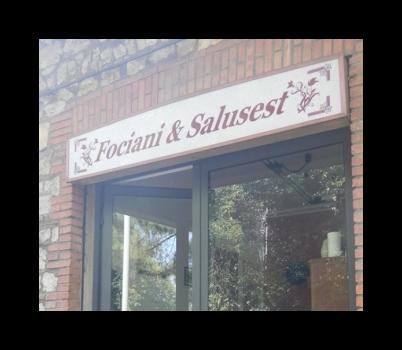 Fociani & Salusest